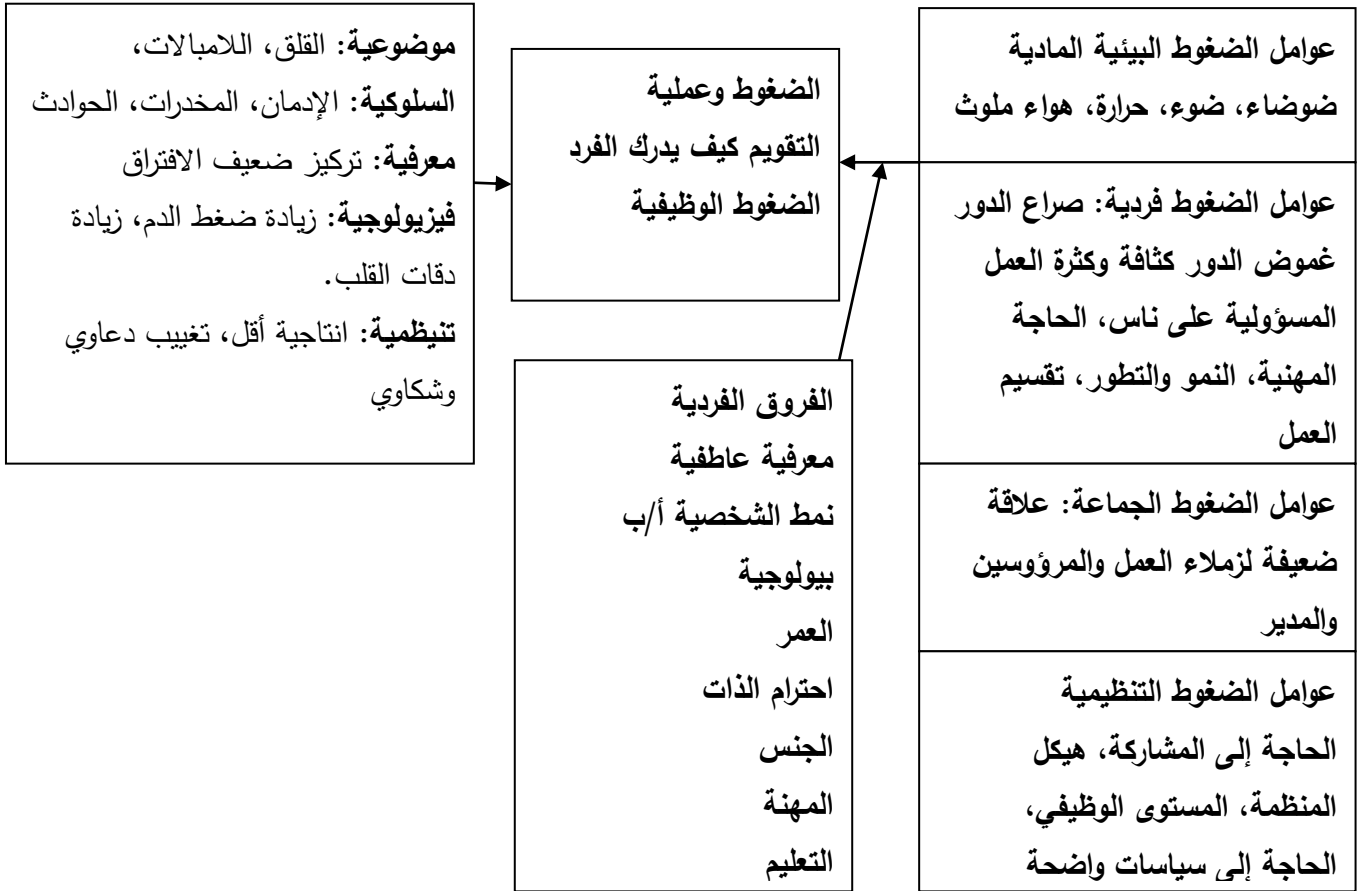 عوامل الضغوط البيئية المادية
ضوضاء، ضوء، حرارة، هواء ملوث
عوامل الضغوط فردية: صراع الدور
غموض الدور كثافة وكثرة العمل
المسؤولية على ناس، الحاجة
المهنية، النمو والتطور، تقسيم
العمل
عوامل الضغوط الجماعة: علاقة
ضعيفة لزملاء العمل والمرؤوسين
والمدير
عوامل الضغوط التنظيمية
الحاجة إلى المشاركة، هيكل
المنظمة، المستوى الوظيفي،
الحاجة إلى سياسات واضحة
الضغوط وعملية
التقويم كيف يدرك الفرد
الضغوط الوظيفية
الفروق الفردية
معرفية عاطفية
نمط الشخصية أ/ب
بيولوجية
العمر
احترام الذات
الجنس
المهنة
التعليم
موضوعية: القلق، اللامبالات،
السلوكية: الإدمان، المخدرات، الحوادث
معرفية: تركيز ضعيف الافتراق
فيزيولوجية: زيادة ضغط الدم، زيادة
دقات القلب.
تنيظمية: انتاجية أقل، تغييب دعاوي
وشكاوي